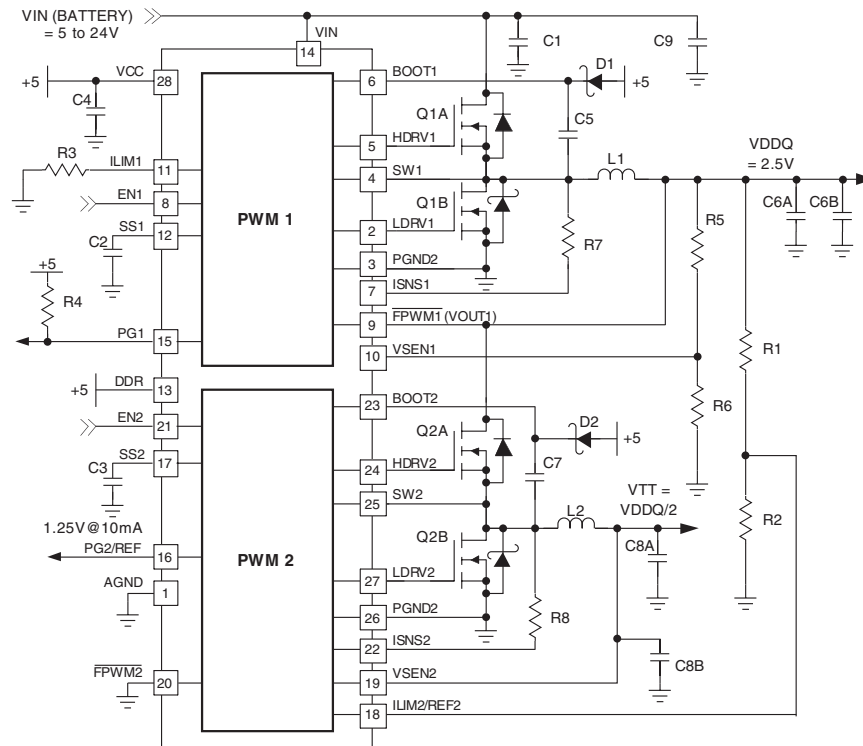 VIN (BATTERY)
= 5 to 24V
VIN
14
C1
C9
VCC
+5
28
C4
6
BOOT1
D1
+5
Q1A
C5
R3
ILIM1
11
5
HDRV1
4
SW1
L1
VDDQ
= 2.5V
EN1
8
Q1B
C6A
C6B
PWM 1
SS1
12
C2
2
LDRV1
R7
R5
3
PGND2
+5
7
ISNS1
R4
9
FPWM1 (VOUT1)
PG1
15
10
VSEN1
R1
+5
DDR
13
23
BOOT2
R6
EN2
21
Q2A
D2
+5
SS2
17
C3
24
HDRV2
C7
25
SW2
VTT =
VDDQ/2
1.25V@10mA
Q2B
L2
R2
PG2/REF
16
PWM 2
C8A
AGND
1
27
LDRV2
26
PGND2
R8
22
ISNS2
FPWM2
20
19
VSEN2
C8B
18
ILIM2/REF2